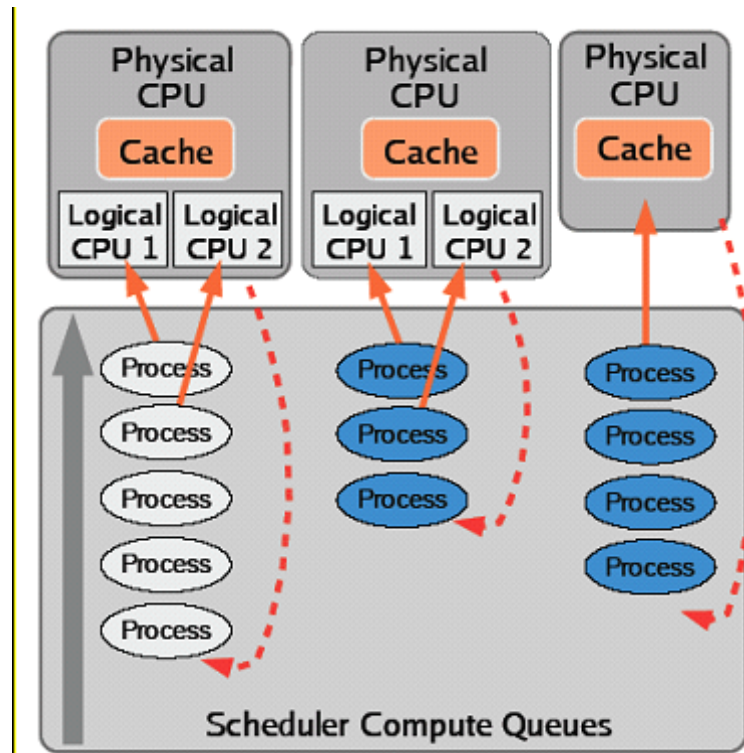 Physical
CPU
Cache
Logical
CPU 1
Logical
CPU 2
Physical
CPU
Cache
Logical
CPU 1
Logical
CPU 2
Physical
CPU
Cache
Process
Process
Process
Process
Process
Process
Process
Process
Process
Process
Process
Process
Scheduler Compute Queues